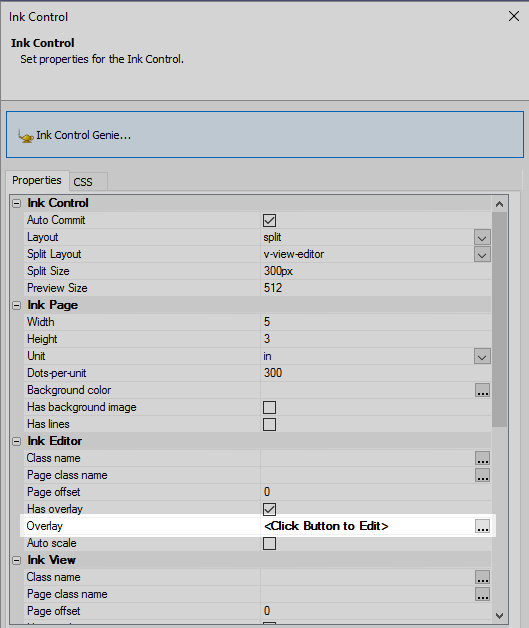 Ink Control
Ink Control
Set properties for the Ink Control.
Ink Control Genie...
Properties CSS
Ink Control
Auto Commit
Layout split
Split Layout v-view-editor
Split Size 300px
Preview Size 512
Ink Page
Width 5
Height 3
Unit in
Dots-per-unit 300
Background color ...
Has background image
Has lines
Ink Editor
Class name ...
Page class name ...
Page offset 0
Has overlay
Overlay <Click Button to Edit> ...
Auto scale
Ink View
Class name ...
Page class name ...
Page offset 0